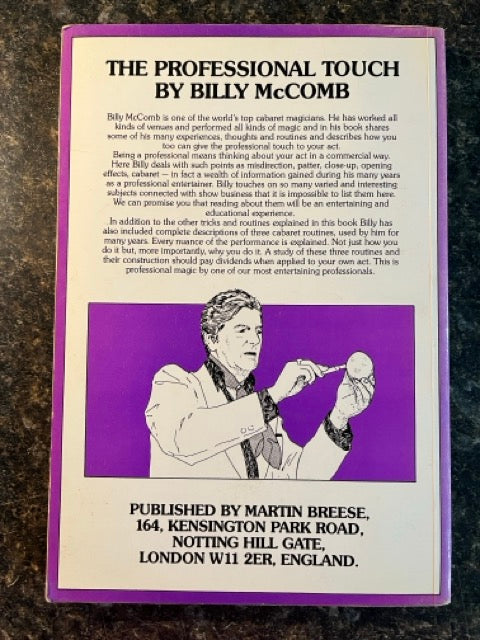 THE PROFESSIONAL TOUCH
BY BILLY McCOMB
Billy McComb is one of the world's top cabaret magicians. He has worked all
kinds of venues and performed all kinds of magic and in his book shares
some of his many experiences, thoughts and routines and describes how you
too can give the professional touch to your act.
Being a professional means thinking about your act in a commercial way.
Here Billy deals with such points as misdirection, patter, close-up, opening
effects, cabaret — in fact a wealth of information gained during his many years
as a professional entertainer. Billy touches on so many varied and interesting
subjects connected with show business that it is impossible to list them here.
We can promise you that reading about them will be an entertaining and
educational experience.
In addition to the other tricks and routines explained in this book Billy has
also included complete descriptions of three cabaret routines, used by him for
many years. Every nuance of the performance is explained. Not just how you
do it but, more importantly, why you do it. A study of these three routines and
their construction should pay dividends when applied to your own act. This is
professional magic by one of our most entertaining professionals.
PUBLISHED BY MARTIN BREESE,
164, KENSINGTON PARK ROAD,
NOTTING HILL GATE,
LONDON W11 2ER, ENGLAND.